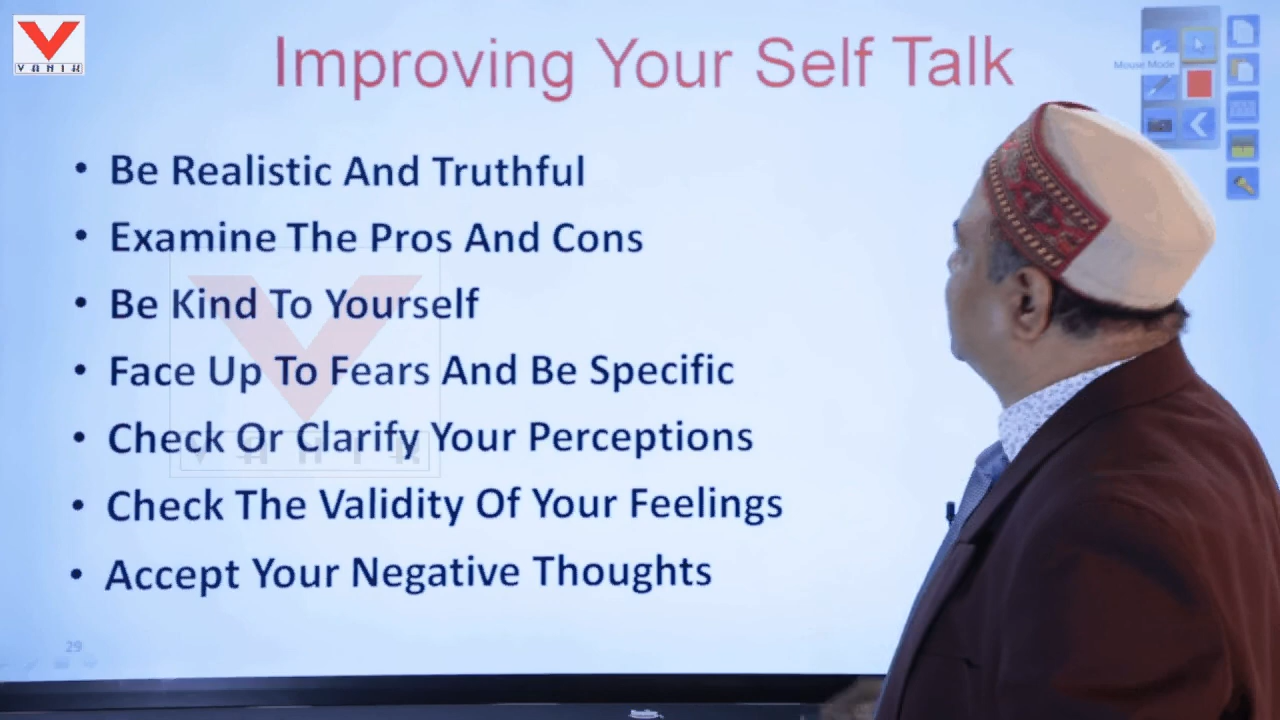 VANIK
Improving Your Self Talk
Mouse Mode
• Be Realistic And Truthful
• Examine The Pros And Cons
• Be Kind To Yourself
• Face Up To Fears And Be Specific
• Check Or Clarify Your Perceptions
VANIK
• Check The Validity Of Your Feelings
• Accept Your Negative Thoughts
29